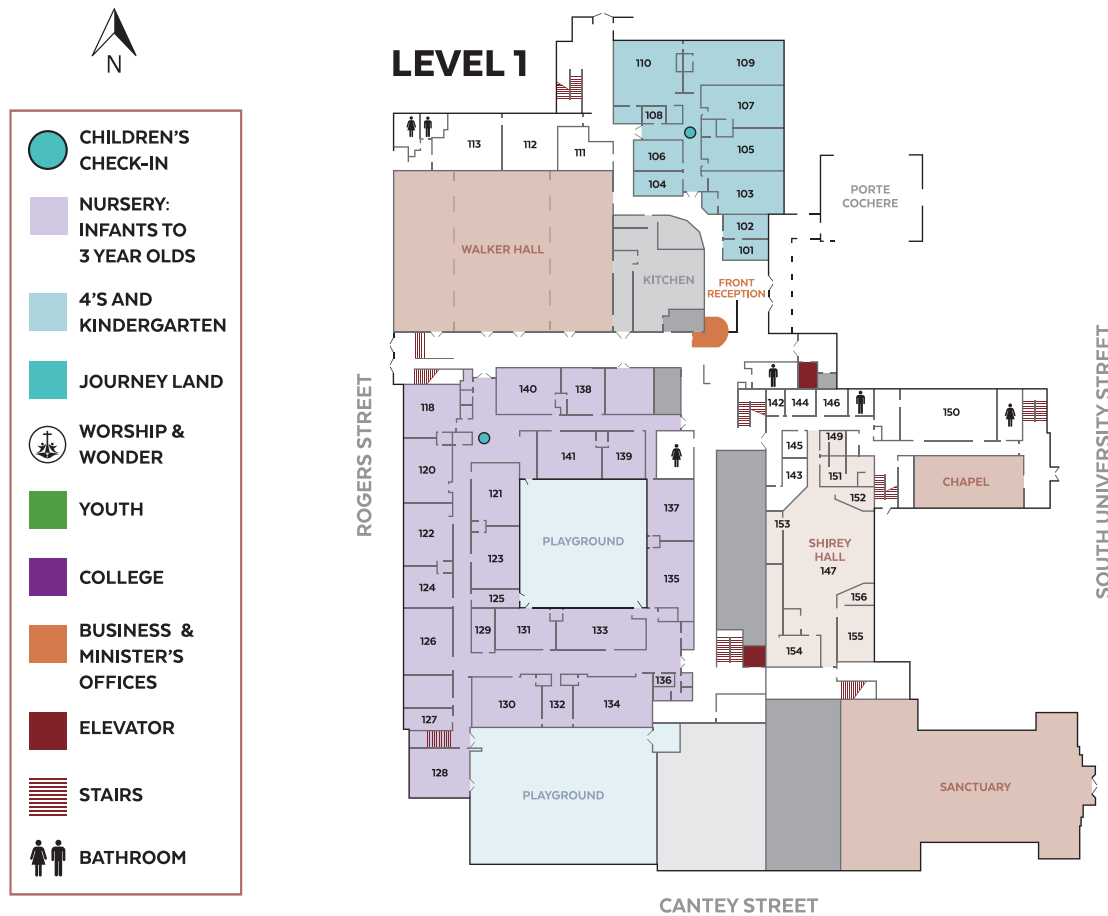 N
LEVEL 1
CHILDREN'S
CHECK-IN
NURSERY:
INFANTS TO
3 YEAR OLDS
4'S AND
KINDERGARTEN
JOURNEY LAND
WORSHIP &
WONDER
YOUTH
COLLEGE
BUSINESS &
MINISTER'S
OFFICES
ELEVATOR
STAIRS
BATHROOM
110
109
108
107
113
112
111
106
105
104
103
102
101
PORTE
COCHERE
WALKER HALL
KITCHEN
FRONT
RECEPTION
ROGERS STREET
SOUTH UNIVERSITY STREET
118
140
138
142
144
146
150
120
141
139
145
149
143
151
152
CHAPEL
121
137
122
123
PLAYGROUND
153
SHIREY
HALL
147
124
125
135
156
126
129
131
133
154
155
136
127
130
132
134
128
PLAYGROUND
SANCTUARY
CANTEY STREET